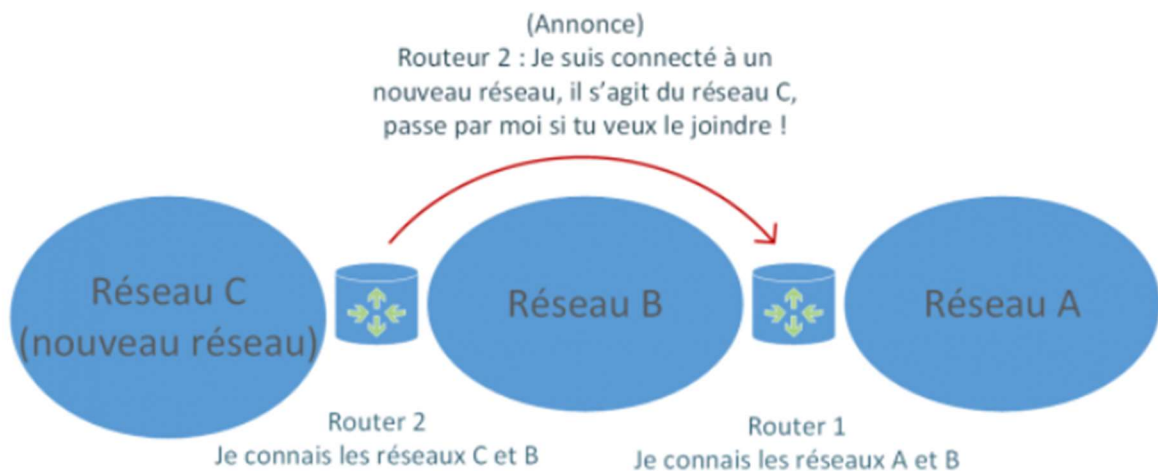 (Annonce)
Routeur 2 : Je suis connecté à un
nouveau réseau, il s'agit du réseau C,
passe par moi si tu veux le joindre !
Réseau C
(nouveau réseau)
Réseau B
Réseau A
Router 2
Je connais les réseaux C et B
Router 1
Je connais les réseaux A et B